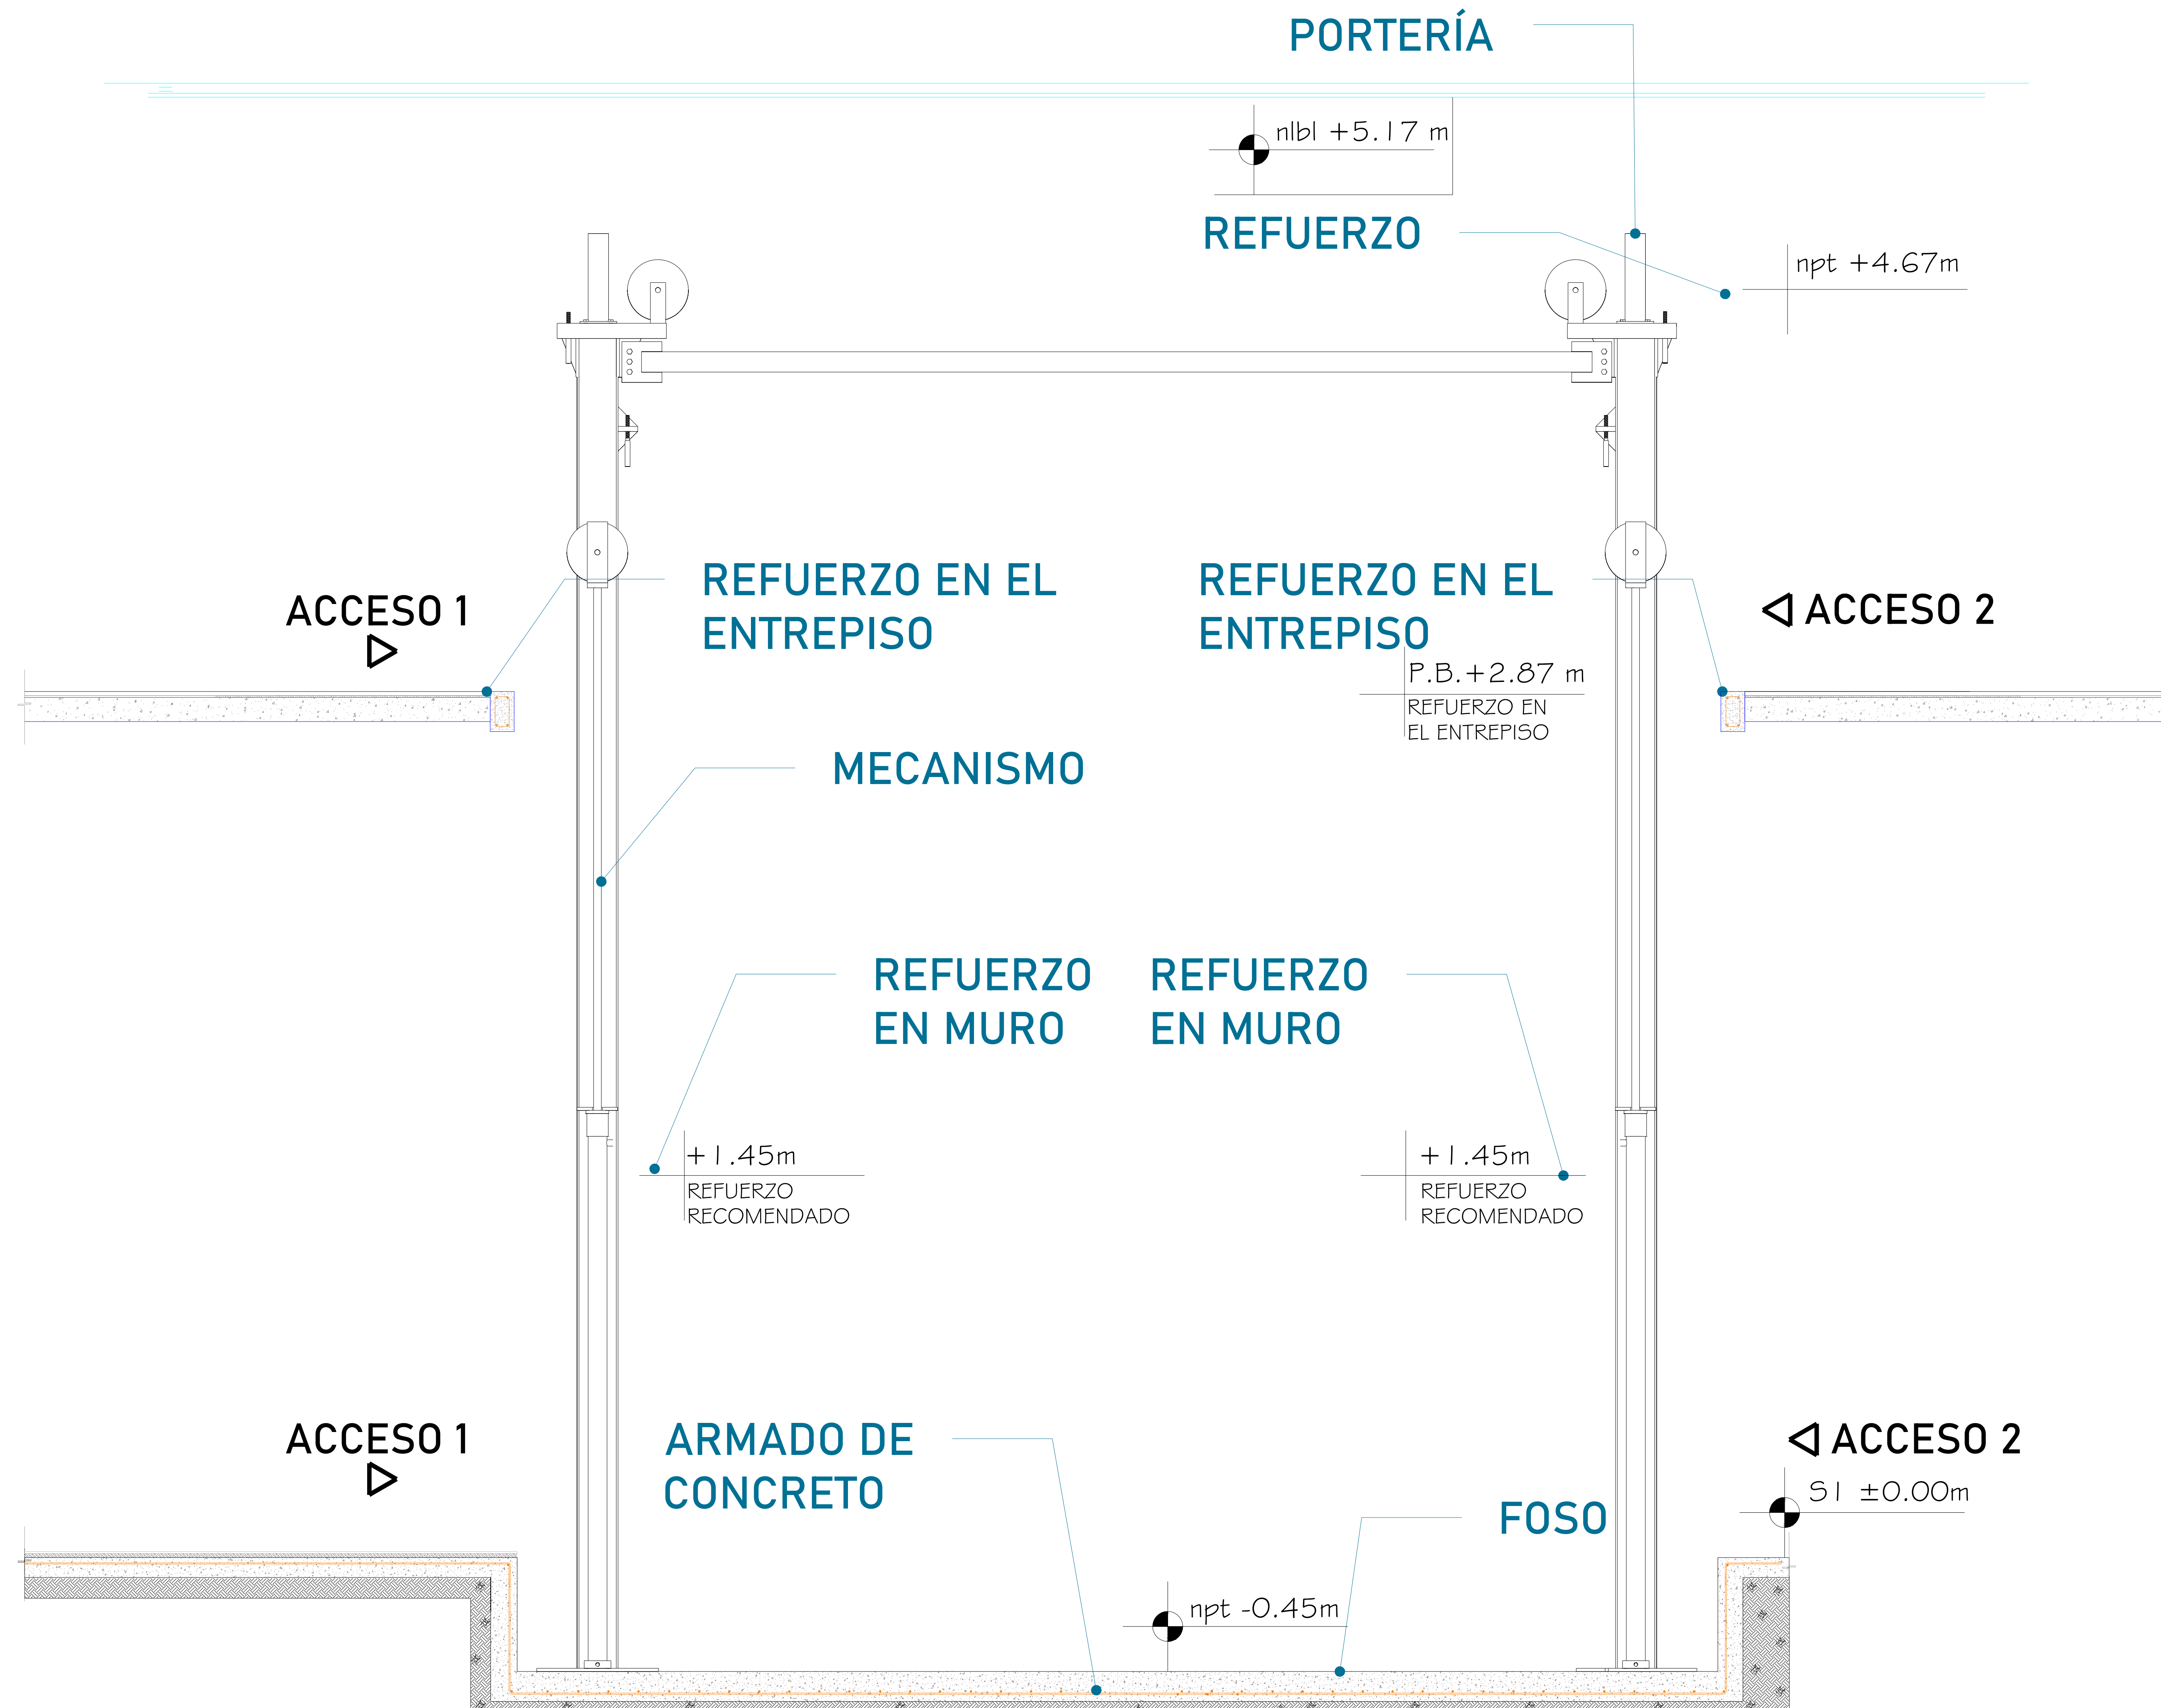 PORTERÍA
nlbl +5.17 m
REFUERZO
npt +4.67m
REFUERZO EN EL
ENTREPISO
REFUERZO EN EL
ENTREPISO
ACCESO 1
ACCESO 2
P.B.+2.87 m
REFUERZO EN
EL ENTREPISO
MECANISMO
REFUERZO
EN MURO
REFUERZO
EN MURO
+1.45m
REFUERZO
RECOMENDADO
+1.45m
REFUERZO
RECOMENDADO
ACCESO 1
ARMADO DE
CONCRETO
ACCESO 2
S1 ±0.00m
FOSO
npt -0.45m